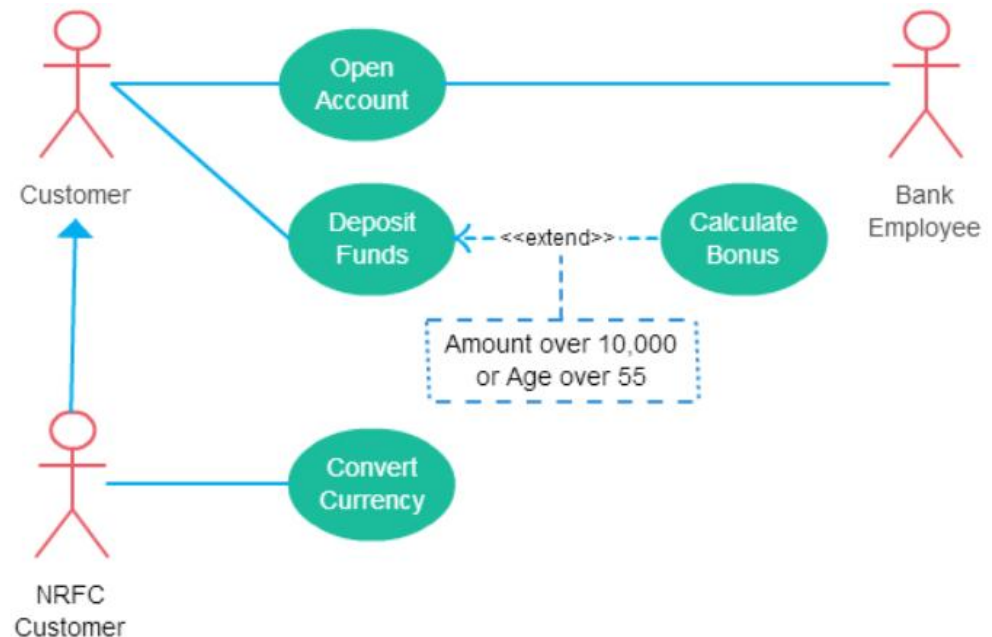 Open
Account
Customer
Bank
Employee
Deposit
Funds
<<extend>>
Calculate
Bonus
Amount over 10,000
or Age over 55
Convert
Currency
NRFC
Customer